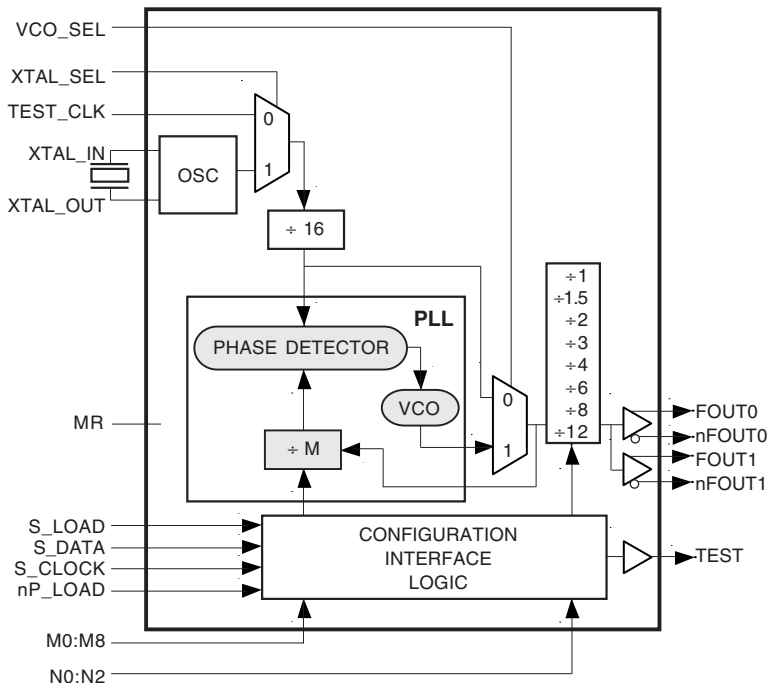 VCO_SEL
XTAL_SEL
TEST_CLK
0
XTAL_IN
OSC
1
XTAL_OUT
÷ 16
÷1
÷1.5
÷2
÷3
÷4
÷6
÷8
÷12
PLL
PHASE DETECTOR
VCO
0
1
÷ M
MR
FOUT0
nFOUT0
FOUT1
nFOUT1
S_LOAD
S_DATA
S_CLOCK
nP_LOAD
CONFIGURATION
INTERFACE
LOGIC
TEST
M0:M8
N0:N2